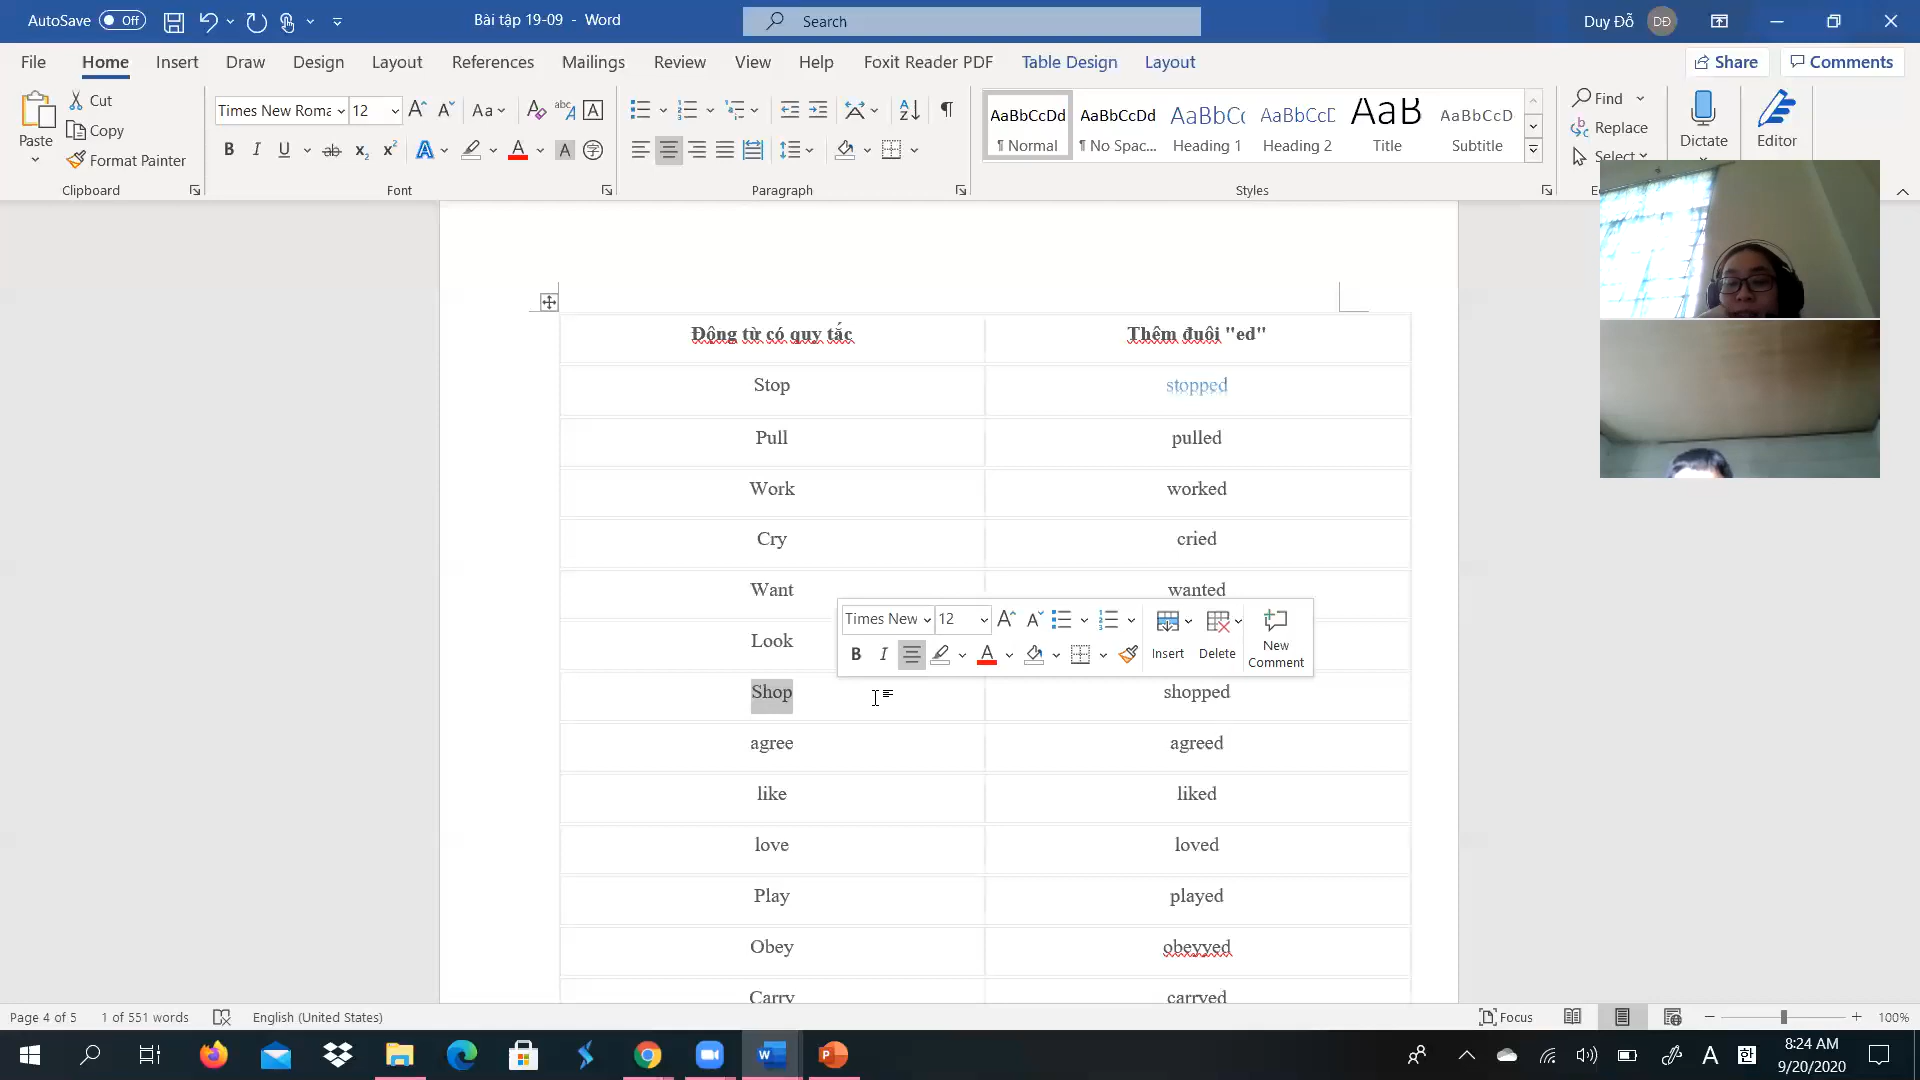 AutoSave Off Bài tập 19-09 - Word Search Duy Đỗ DĐ
File Home Insert Draw Design Layout References Mailings Review View Help Foxit Reader PDF Table Design Layout Share Comments
Paste Cut Copy Format Painter
Times New Roma 12
AaBbCcDd AaBbCcDd AaBbCc AaBbCcD AaB AaBbCcD
¶ Normal ¶ No Spac... Heading 1 Heading 2 Title Subtitle
Find
Replace
Select
Dictate Editor
Clipboard Font Paragraph Styles
Động từ có quy tắc Thêm đuôi "ed"
Stop stopped
Pull pulled
Work worked
Cry cried
Want wanted
Times New 12
Look
Insert Delete New Comment
Shop shopped
agree agreed
like liked
love loved
Play played
Obey obeyyed
Carry carryed
Page 4 of 5 1 of 551 words English (United States) Focus 100%
A 한 8:24 AM
9/20/2020